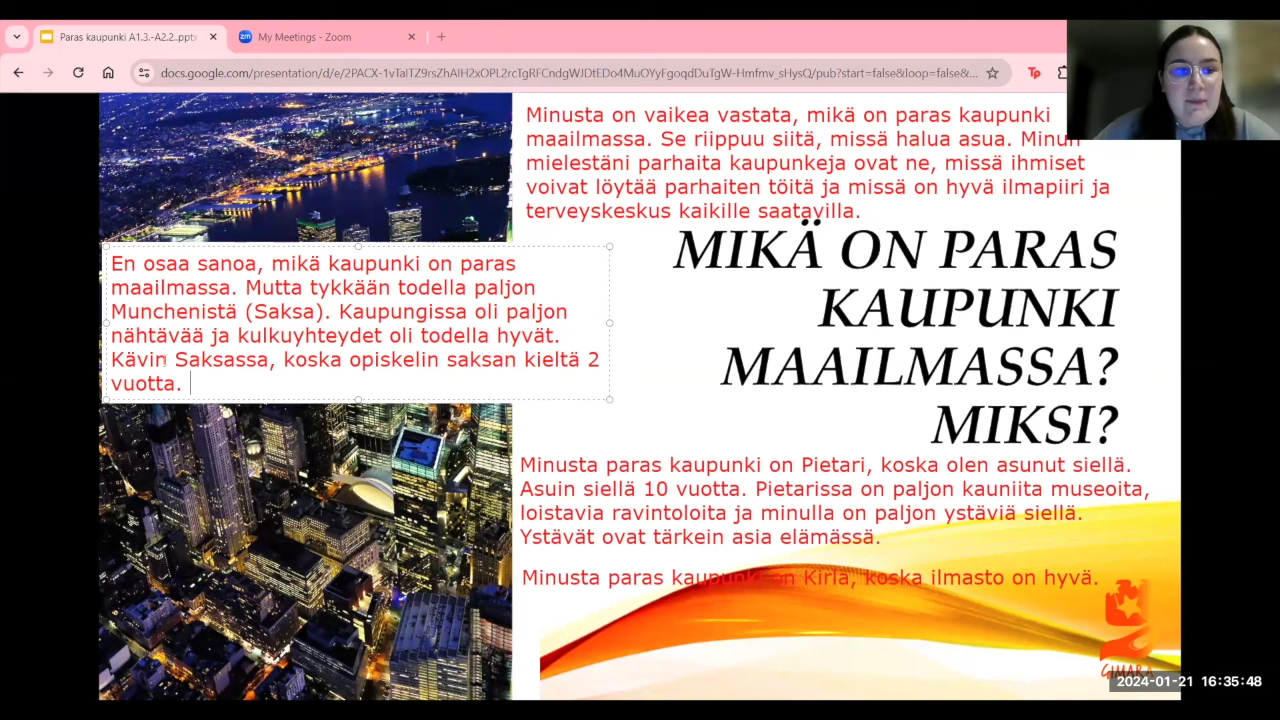 Paras kaupunki A1.3.-A2.2..pptx
My Meetings - Zoom
docs.google.com/presentation/d/e/2PACX-1vTaITZ9rsZhAIH2xOPL2rcTgRFCndgWJDtEDo4MuOYyFgoqdDuTgW-Hmfmv_sHysQ/pub?start=false&loop=false&...
Minusta on vaikea vastata, mikä on paras kaupunki
maailmassa. Se riippuu siitä, missä halua asua. Minun
mielestäni parhaita kaupunkeja ovat ne, missä ihmiset
voivat löytää parhaiten töitä ja missä on hyvä ilmapiiri ja
terveyskeskus kaikille saatavilla.
En osaa sanoa, mikä kaupunki on paras
maailmassa. Mutta tykkään todella paljon
Munchenistä (Saksa). Kaupungissa oli paljon
nähtävää ja kulkuyhteydet oli todella hyvät.
Kävin Saksassa, koska opiskelin saksan kieltä 2
vuotta.
MIKÄ ON PARAS
KAUPUNKI
MAAILMASSA?
MIKSI?
Minusta paras kaupunki on Pietari, koska olen asunut siellä.
Asuin siellä 10 vuotta. Pietarissa on paljon kauniita museoita,
loistavia ravintoloita ja minulla on paljon ystäviä siellä.
Ystävät ovat tärkein asia elämässä.
Minusta paras kaupunki on Kirla, koska ilmasto on hyvä.
GIMARA
2024-01-21 16:35:48